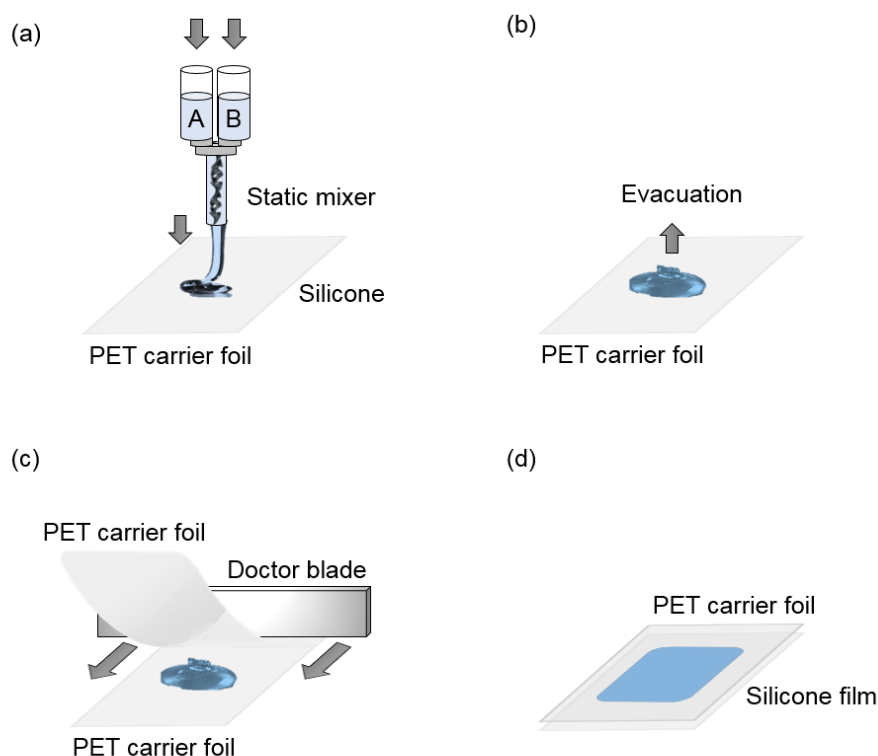 (a)
A
B
Static mixer
Silicone
PET carrier foil
(b)
Evacuation
PET carrier foil
(c)
PET carrier foil
Doctor blade
PET carrier foil
(d)
PET carrier foil
Silicone film